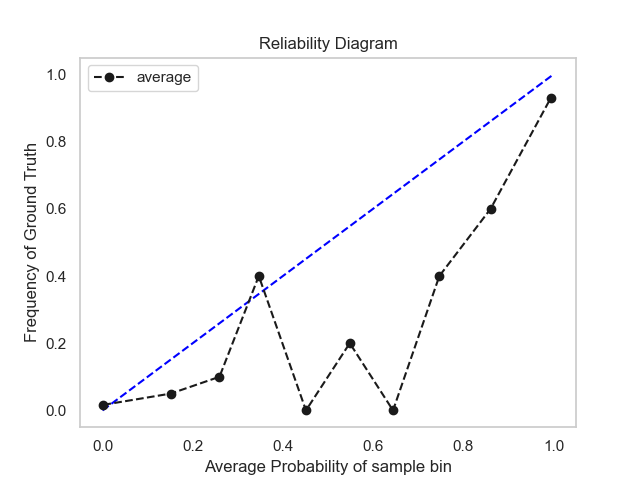 Reliability Diagram
average
1.0
0.8
0.6
0.4
0.2
0.0
Frequency of Ground Truth
0.0 0.2 0.4 0.6 0.8 1.0
Average Probability of sample bin